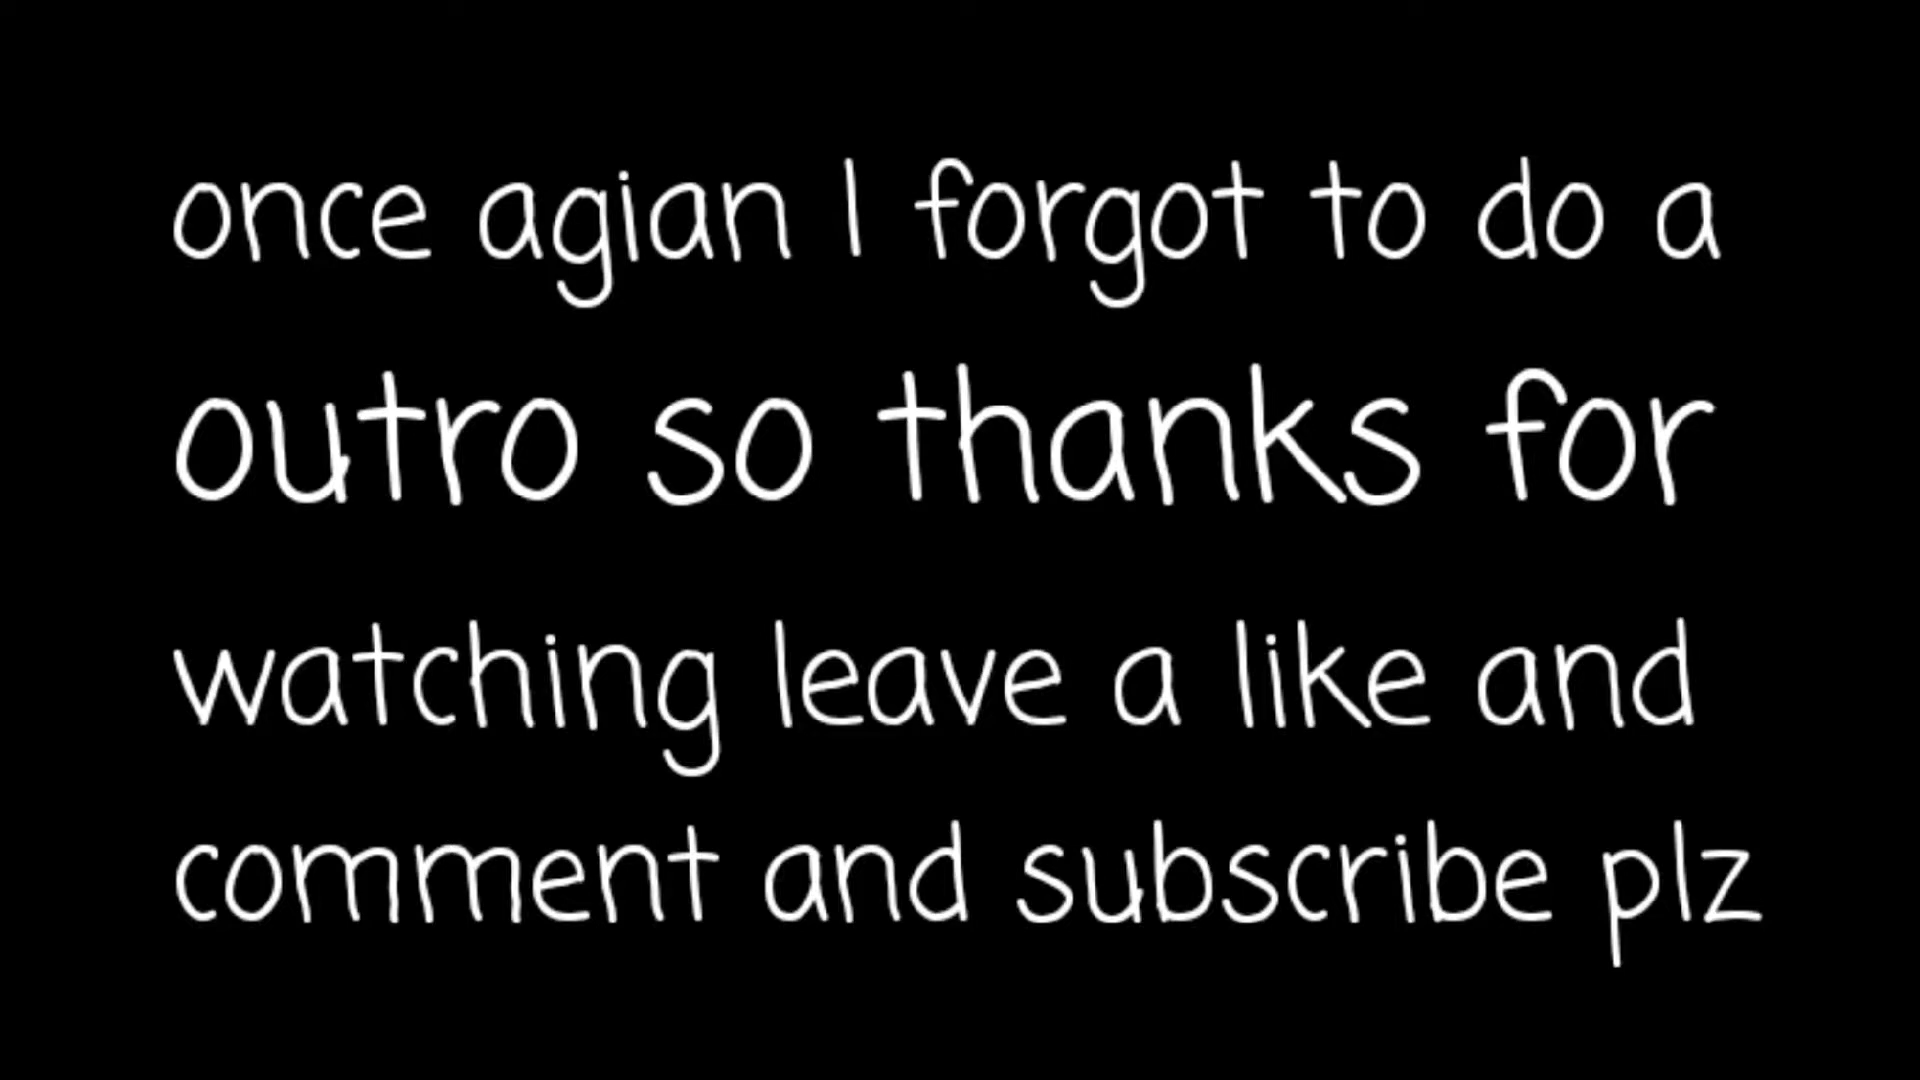 once agian I forgot to do a
outro so thanks for
watching leave a like and
comment and subscribe plz